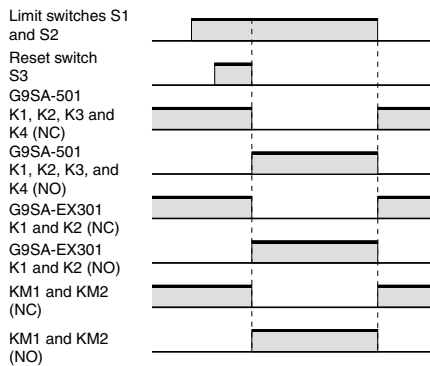 Limit switches S1
and S2
Reset switch
S3
G9SA-501
K1, K2, K3 and
K4 (NC)
G9SA-501
K1, K2, K3, and
K4 (NO)
G9SA-EX301
K1 and K2 (NC)
G9SA-EX301
K1 and K2 (NO)
KM1 and KM2
(NC)
KM1 and KM2
(NO)